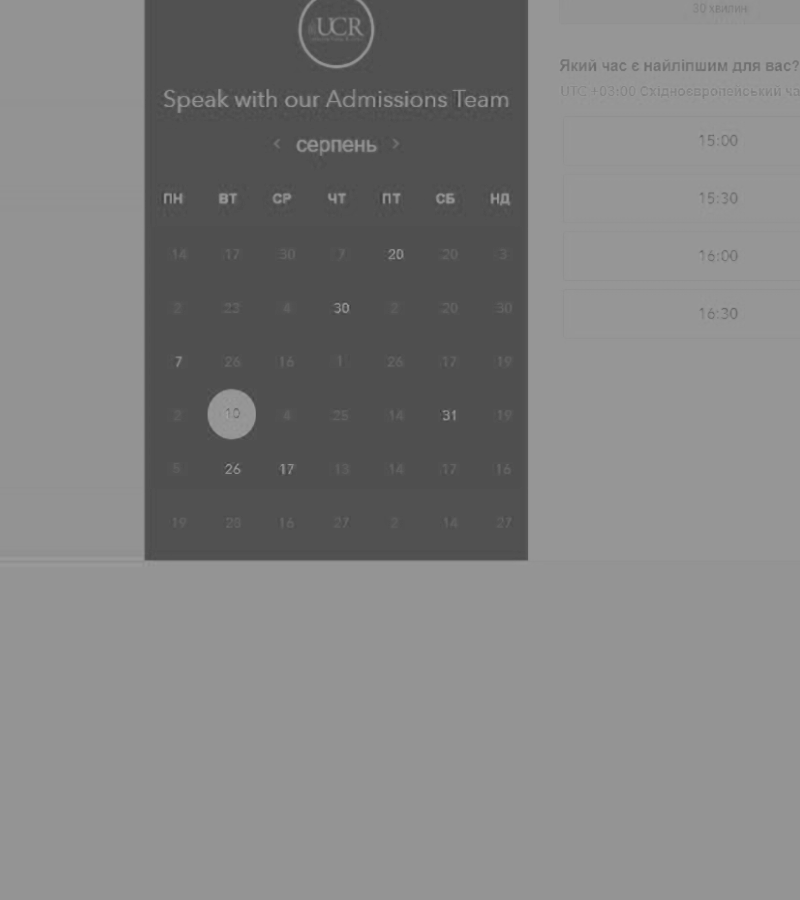 UCR
Speak with our Admissions Team
‹ серпень ›
ПН ВТ СР ЧТ ПТ СБ НД
14 17 30 7 20 20 3
2 23 4 30 2 20 30
7 26 16 1 26 17 19
2 10 4 25 14 31 19
5 26 17 13 14 17 16
19 20 16 27 2 14 27
30 хвилин
Який час є найліпшим для вас?
UTC +03:00 Східноєвропейський ча
15:00
15:30
16:00
16:30